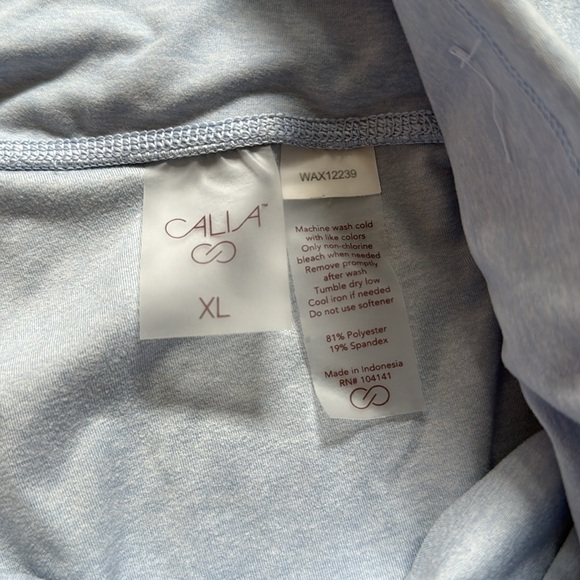 CALIA™
XL
WAX12239
Machine wash cold
with like colors
Only non-chlorine
bleach when needed
Remove promptly
after wash
Tumble dry low
Cool iron if needed
Do not use softener
81% Polyester
19% Spandex
Made in Indonesia
RN# 104141